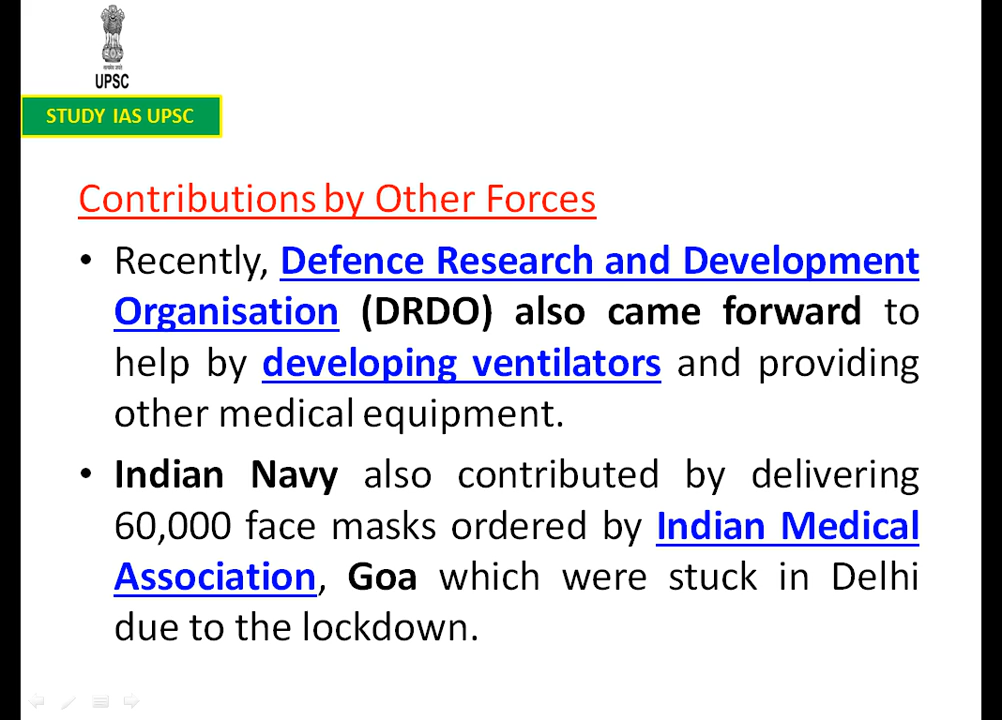 UPSC
STUDY IAS UPSC
Contributions by Other Forces
• Recently, Defence Research and Development
Organisation (DRDO) also came forward to
help by developing ventilators and providing
other medical equipment.
• Indian Navy also contributed by delivering
60,000 face masks ordered by Indian Medical
Association, Goa which were stuck in Delhi
due to the lockdown.